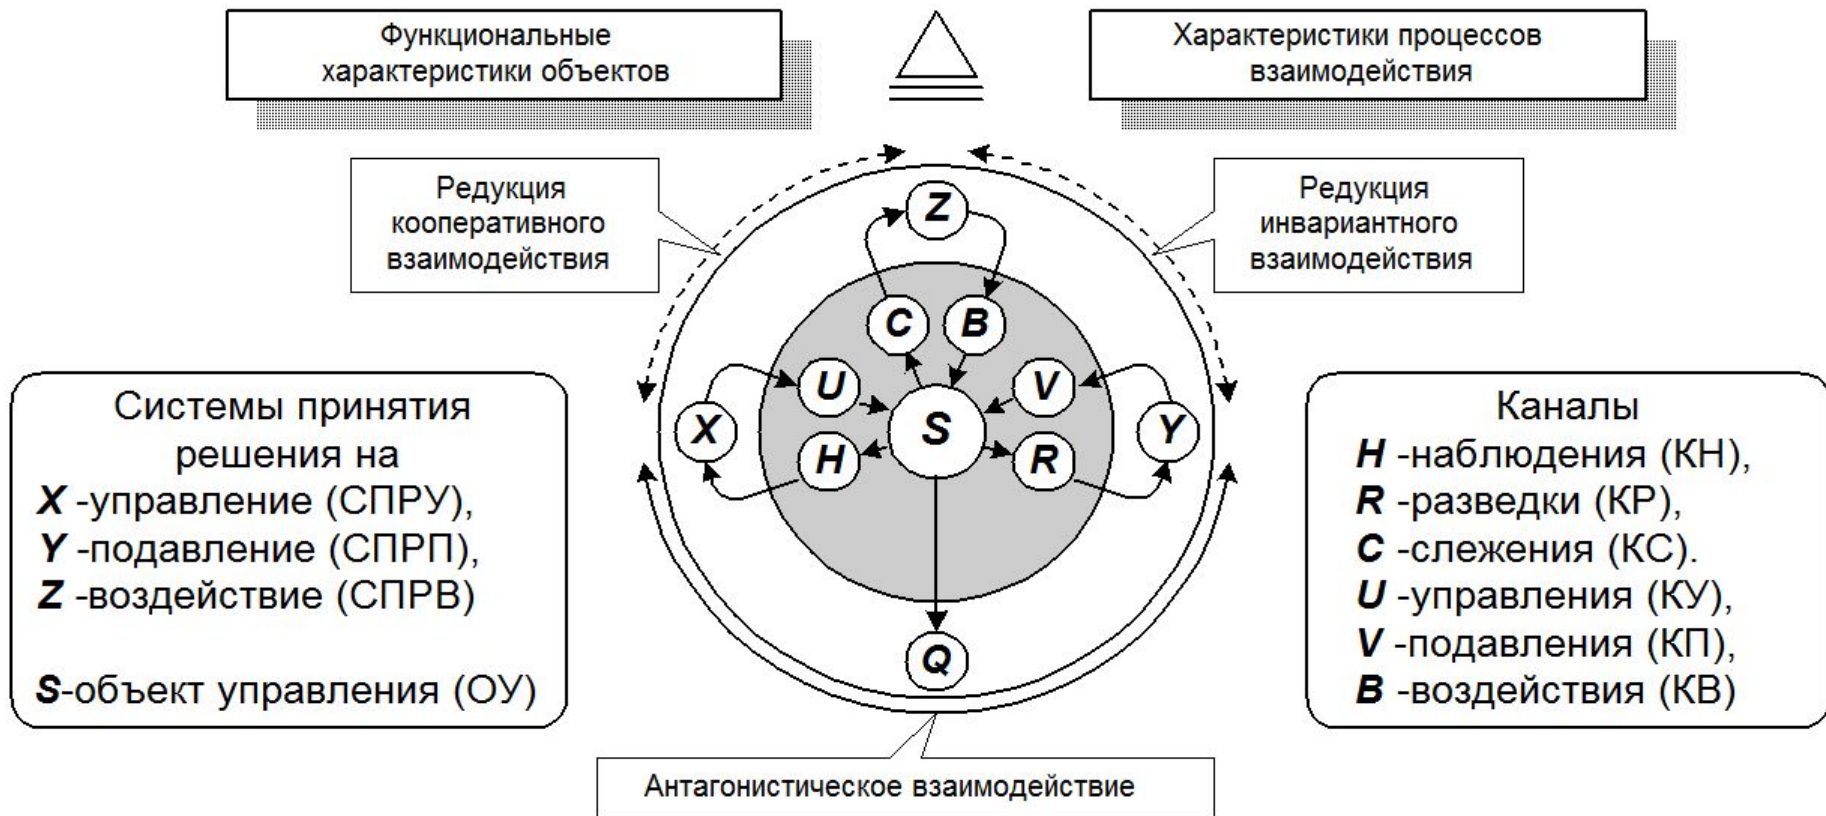 Функциональные
характеристики объектов
Характеристики процессов
взаимодействия
Редукция
кооперативного
взаимодействия
Редукция
инвариантного
взаимодействия
Z
C
B
U
V
X
S
Y
H
R
Q
Системы принятия
решения на
X -управление (СПРУ),
Y -подавление (СПРП),
Z -воздействие (СПРВ)
S-объект управления (ОУ)
Каналы
H -наблюдения (КН),
R -разведки (КР),
C -слежения (КС).
U -управления (КУ),
V -подавления (КП),
B -воздействия (КВ)
Антагонистическое взаимодействие